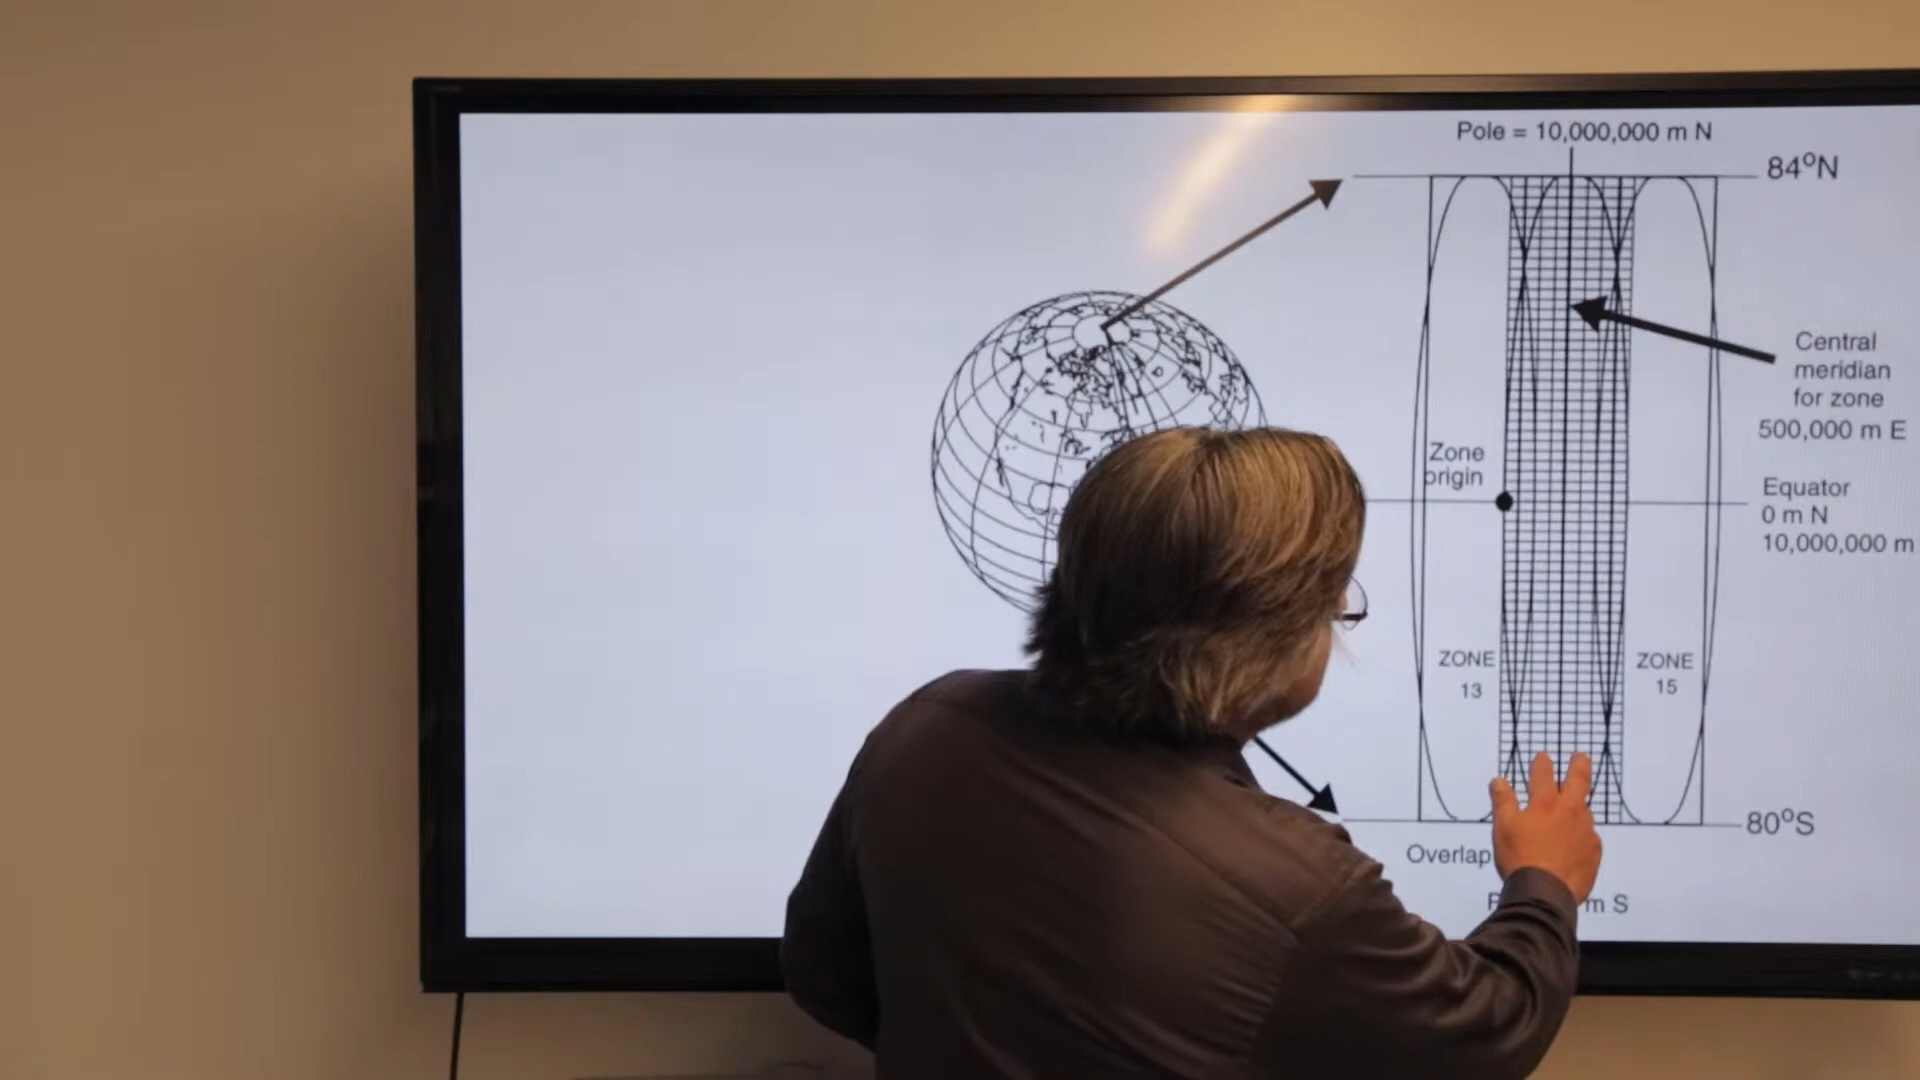 Pole = 10,000,000 m N
84°N
Central
meridian
for zone
500,000 m E
Zone
origin
Equator
0 m N
10,000,000 m
ZONE
13
ZONE
15
80°S
Overlap
m S